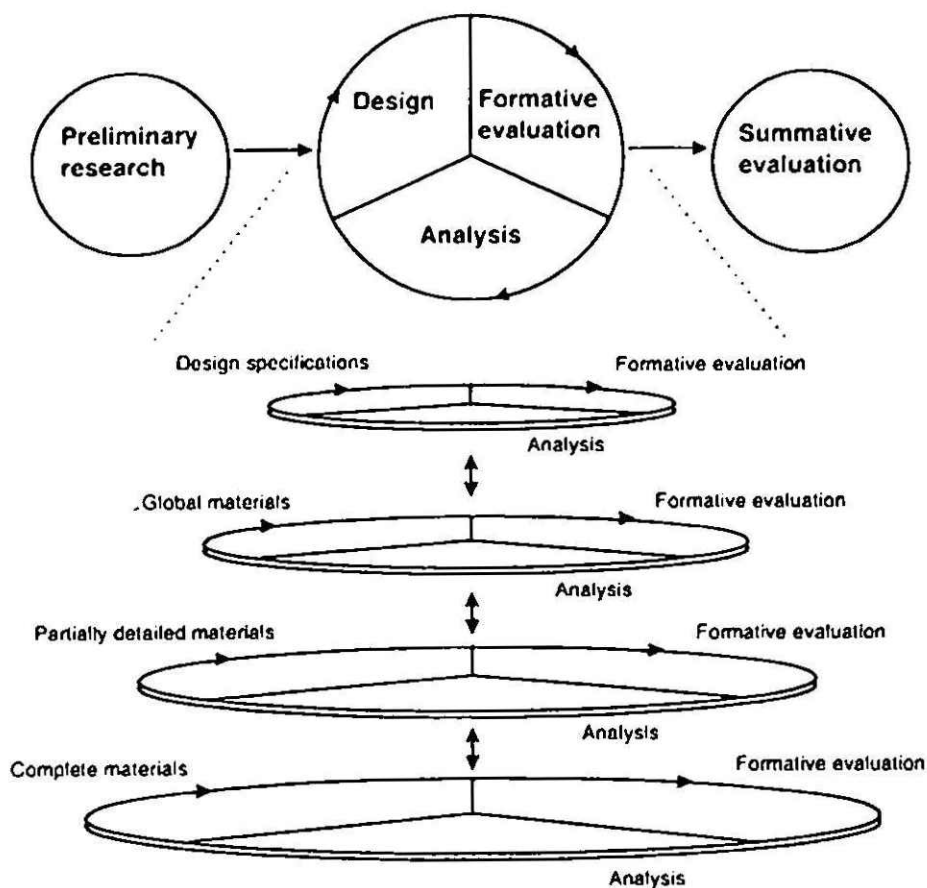 Preliminary
research
Design
Formative
evaluation
Analysis
Summative
evaluation
Design specifications
Formative evaluation
Analysis
Global materials
Formative evaluation
Analysis
Partially detailed materials
Formative evaluation
Analysis
Complete materials
Formative evaluation
Analysis